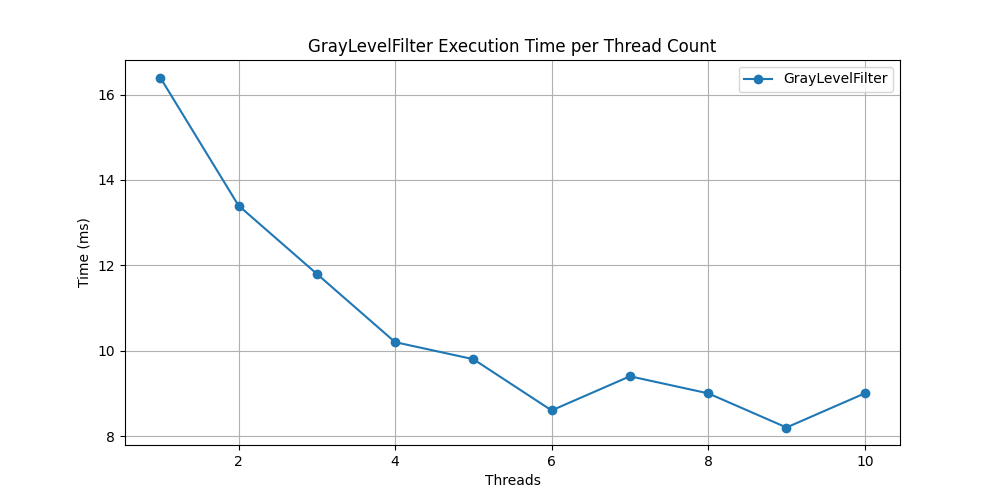 GrayLevelFilter Execution Time per Thread Count
GrayLevelFilter
16
14
12
10
8
Time (ms)
2
4
6
8
10
Threads